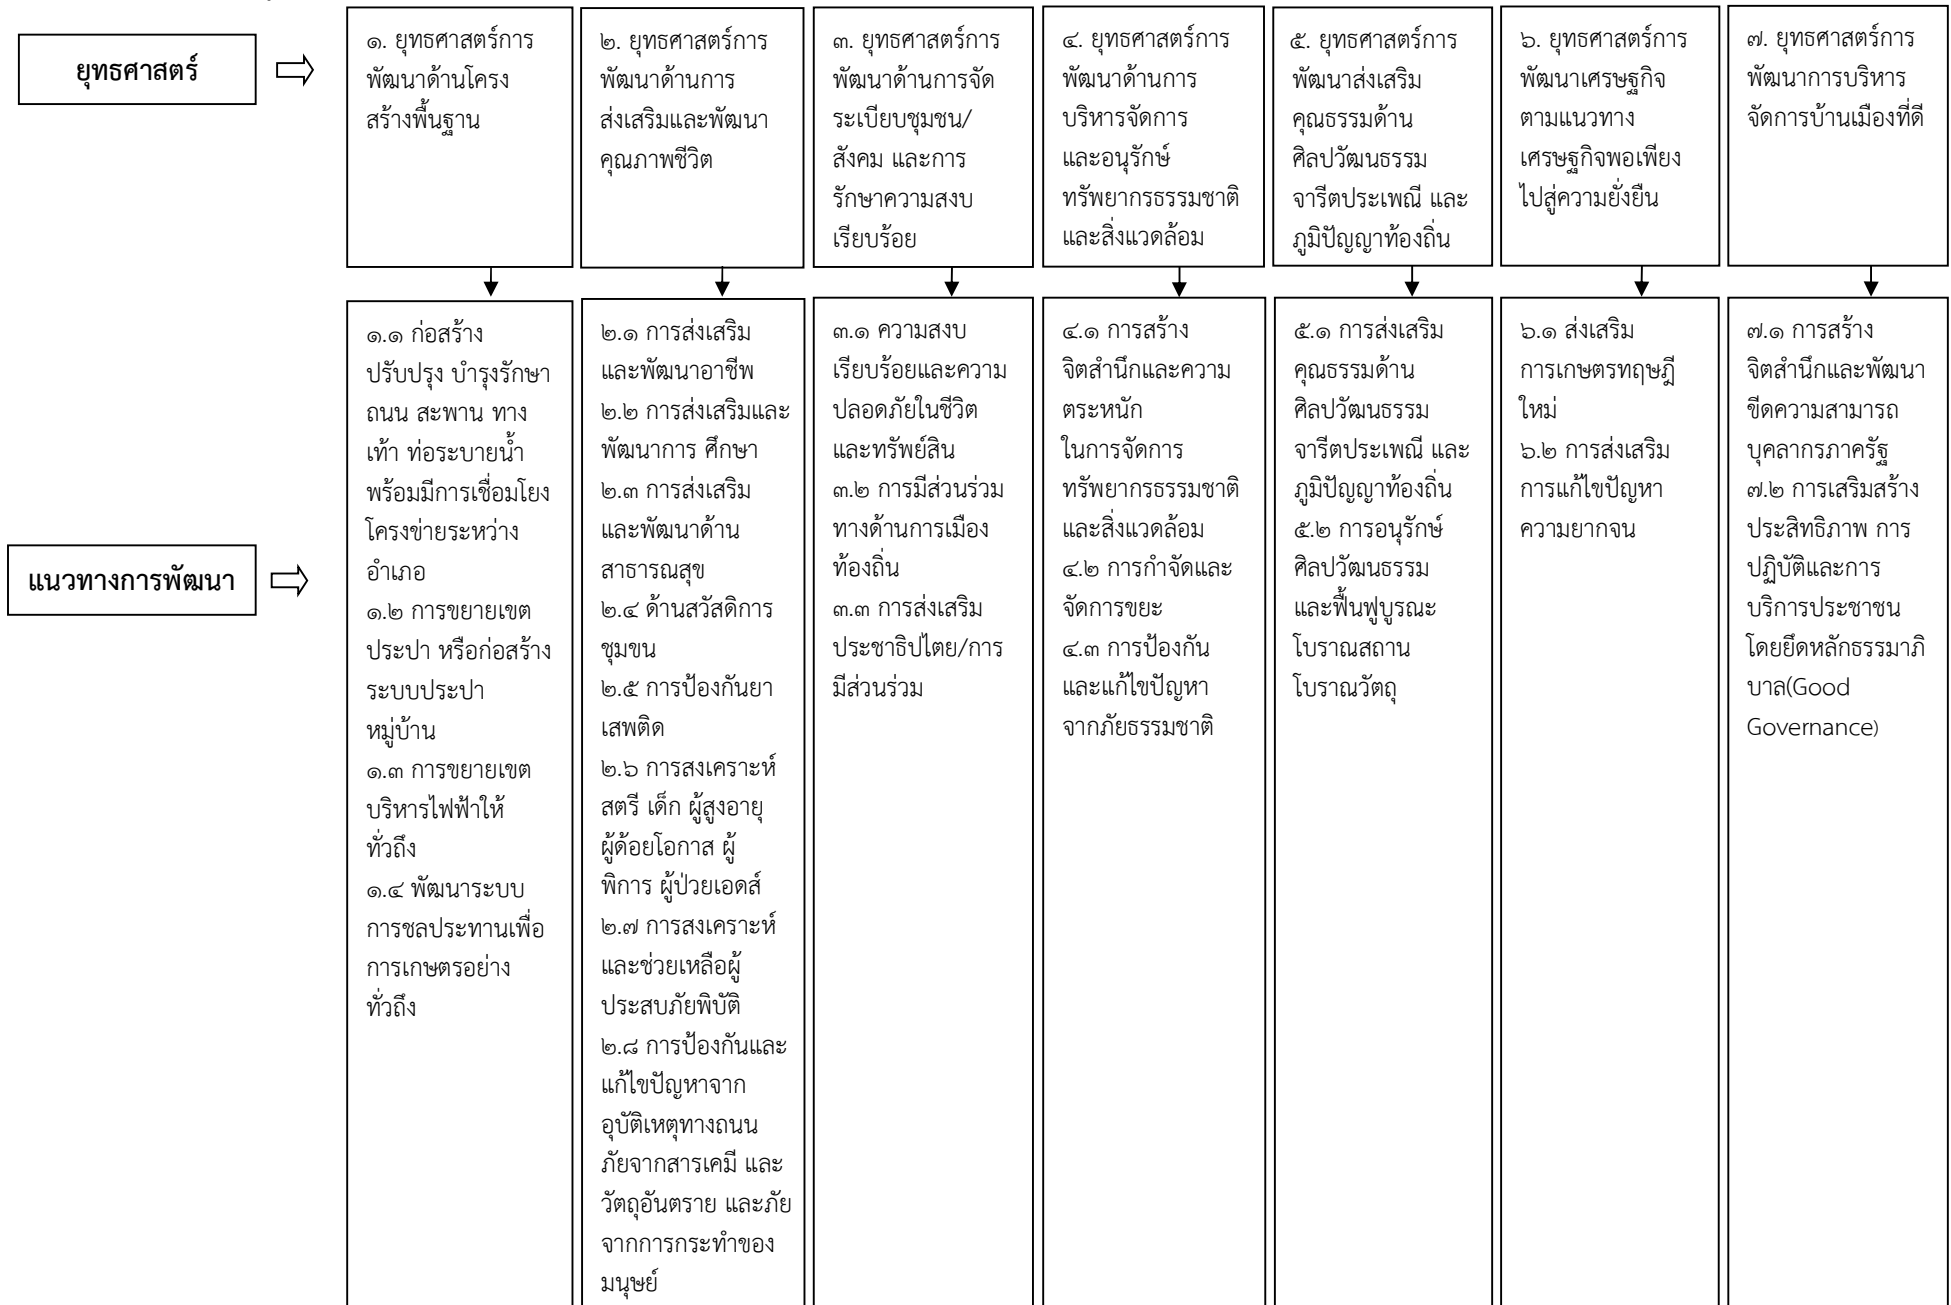 ยุทธศาสตร์
๑. ยุทธศาสตร์การ
พัฒนาด้านโครง
สร้างพื้นฐาน
๒. ยุทธศาสตร์การ
พัฒนาด้านการ
ส่งเสริมและพัฒนา
คุณภาพชีวิต
๓. ยุทธศาสตร์การ
พัฒนาด้านการจัด
ระเบียบชุมชน/
สังคม และการ
รักษาความสงบ
เรียบร้อย
๔. ยุทธศาสตร์การ
พัฒนาด้านการ
บริหารจัดการ
และอนุรักษ์
ทรัพยากรธรรมชาติ
และสิ่งแวดล้อม
๕. ยุทธศาสตร์การ
พัฒนาส่งเสริม
คุณธรรมด้าน
ศิลปวัฒนธรรม
จารีตประเพณี และ
ภูมิปัญญาท้องถิ่น
๖. ยุทธศาสตร์การ
พัฒนาเศรษฐกิจ
ตามแนวทาง
เศรษฐกิจพอเพียง
ไปสู่ความยั่งยืน
๗. ยุทธศาสตร์การ
พัฒนาการบริหาร
จัดการบ้านเมืองที่ดี
แนวทางการพัฒนา
๑.๑ ก่อสร้าง
ปรับปรุง บำรุงรักษา
ถนน สะพาน ทาง
เท้า ท่อระบายน้ำ
พร้อมมีการเชื่อมโยง
โครงข่ายระหว่าง
อำเภอ
๑.๒ การขยายเขต
ประปา หรือก่อสร้าง
ระบบประปา
หมู่บ้าน
๑.๓ การขยายเขต
บริหารไฟฟ้าให้
ทั่วถึง
๑.๔ พัฒนาระบบ
การชลประทานเพื่อ
การเกษตรอย่าง
ทั่วถึง
๒.๑ การส่งเสริม
และพัฒนาอาชีพ
๒.๒ การส่งเสริมและ
พัฒนาการ ศึกษา
๒.๓ การส่งเสริม
และพัฒนาด้าน
สาธารณสุข
๒.๔ ด้านสวัสดิการ
ชุมขน
๒.๕ การป้องกันยา
เสพติด
๒.๖ การสงเคราะห์
สตรี เด็ก ผู้สูงอายุ
ผู้ด้อยโอกาส ผู้
พิการ ผู้ป่วยเอดส์
๒.๗ การสงเคราะห์
และช่วยเหลือผู้
ประสบภัยพิบัติ
๒.๘ การป้องกันและ
แก้ไขปัญหาจาก
อุบัติเหตุทางถนน
ภัยจากสารเคมี และ
วัตถุอันตราย และภัย
จากการกระทำของ
มนุษย์
๓.๑ ความสงบ
เรียบร้อยและความ
ปลอดภัยในชีวิต
และทรัพย์สิน
๓.๒ การมีส่วนร่วม
ทางด้านการเมือง
ท้องถิ่น
๓.๓ การส่งเสริม
ประชาธิปไตย/การ
มีส่วนร่วม
๔.๑ การสร้าง
จิตสำนึกและความ
ตระหนัก
ในการจัดการ
ทรัพยากรธรรมชาติ
และสิ่งแวดล้อม
๔.๒ การกำจัดและ
จัดการขยะ
๔.๓ การป้องกัน
และแก้ไขปัญหา
จากภัยธรรมชาติ
๕.๑ การส่งเสริม
คุณธรรมด้าน
ศิลปวัฒนธรรม
จารีตประเพณี และ
ภูมิปัญญาท้องถิ่น
๕.๒ การอนุรักษ์
ศิลปวัฒนธรรม
และฟื้นฟูบูรณะ
โบราณสถาน
โบราณวัตถุ
๖.๑ ส่งเสริม
การเกษตรทฤษฎี
ใหม่
๖.๒ การส่งเสริม
การแก้ไขปัญหา
ความยากจน
๗.๑ การสร้าง
จิตสำนึกและพัฒนา
ขีดความสามารถ
บุคลากรภาครัฐ
๗.๒ การเสริมสร้าง
ประสิทธิภาพ การ
ปฏิบัติและการ
บริการประชาชน
โดยยึดหลักธรรมาภิ
บาล(Good
Governance)